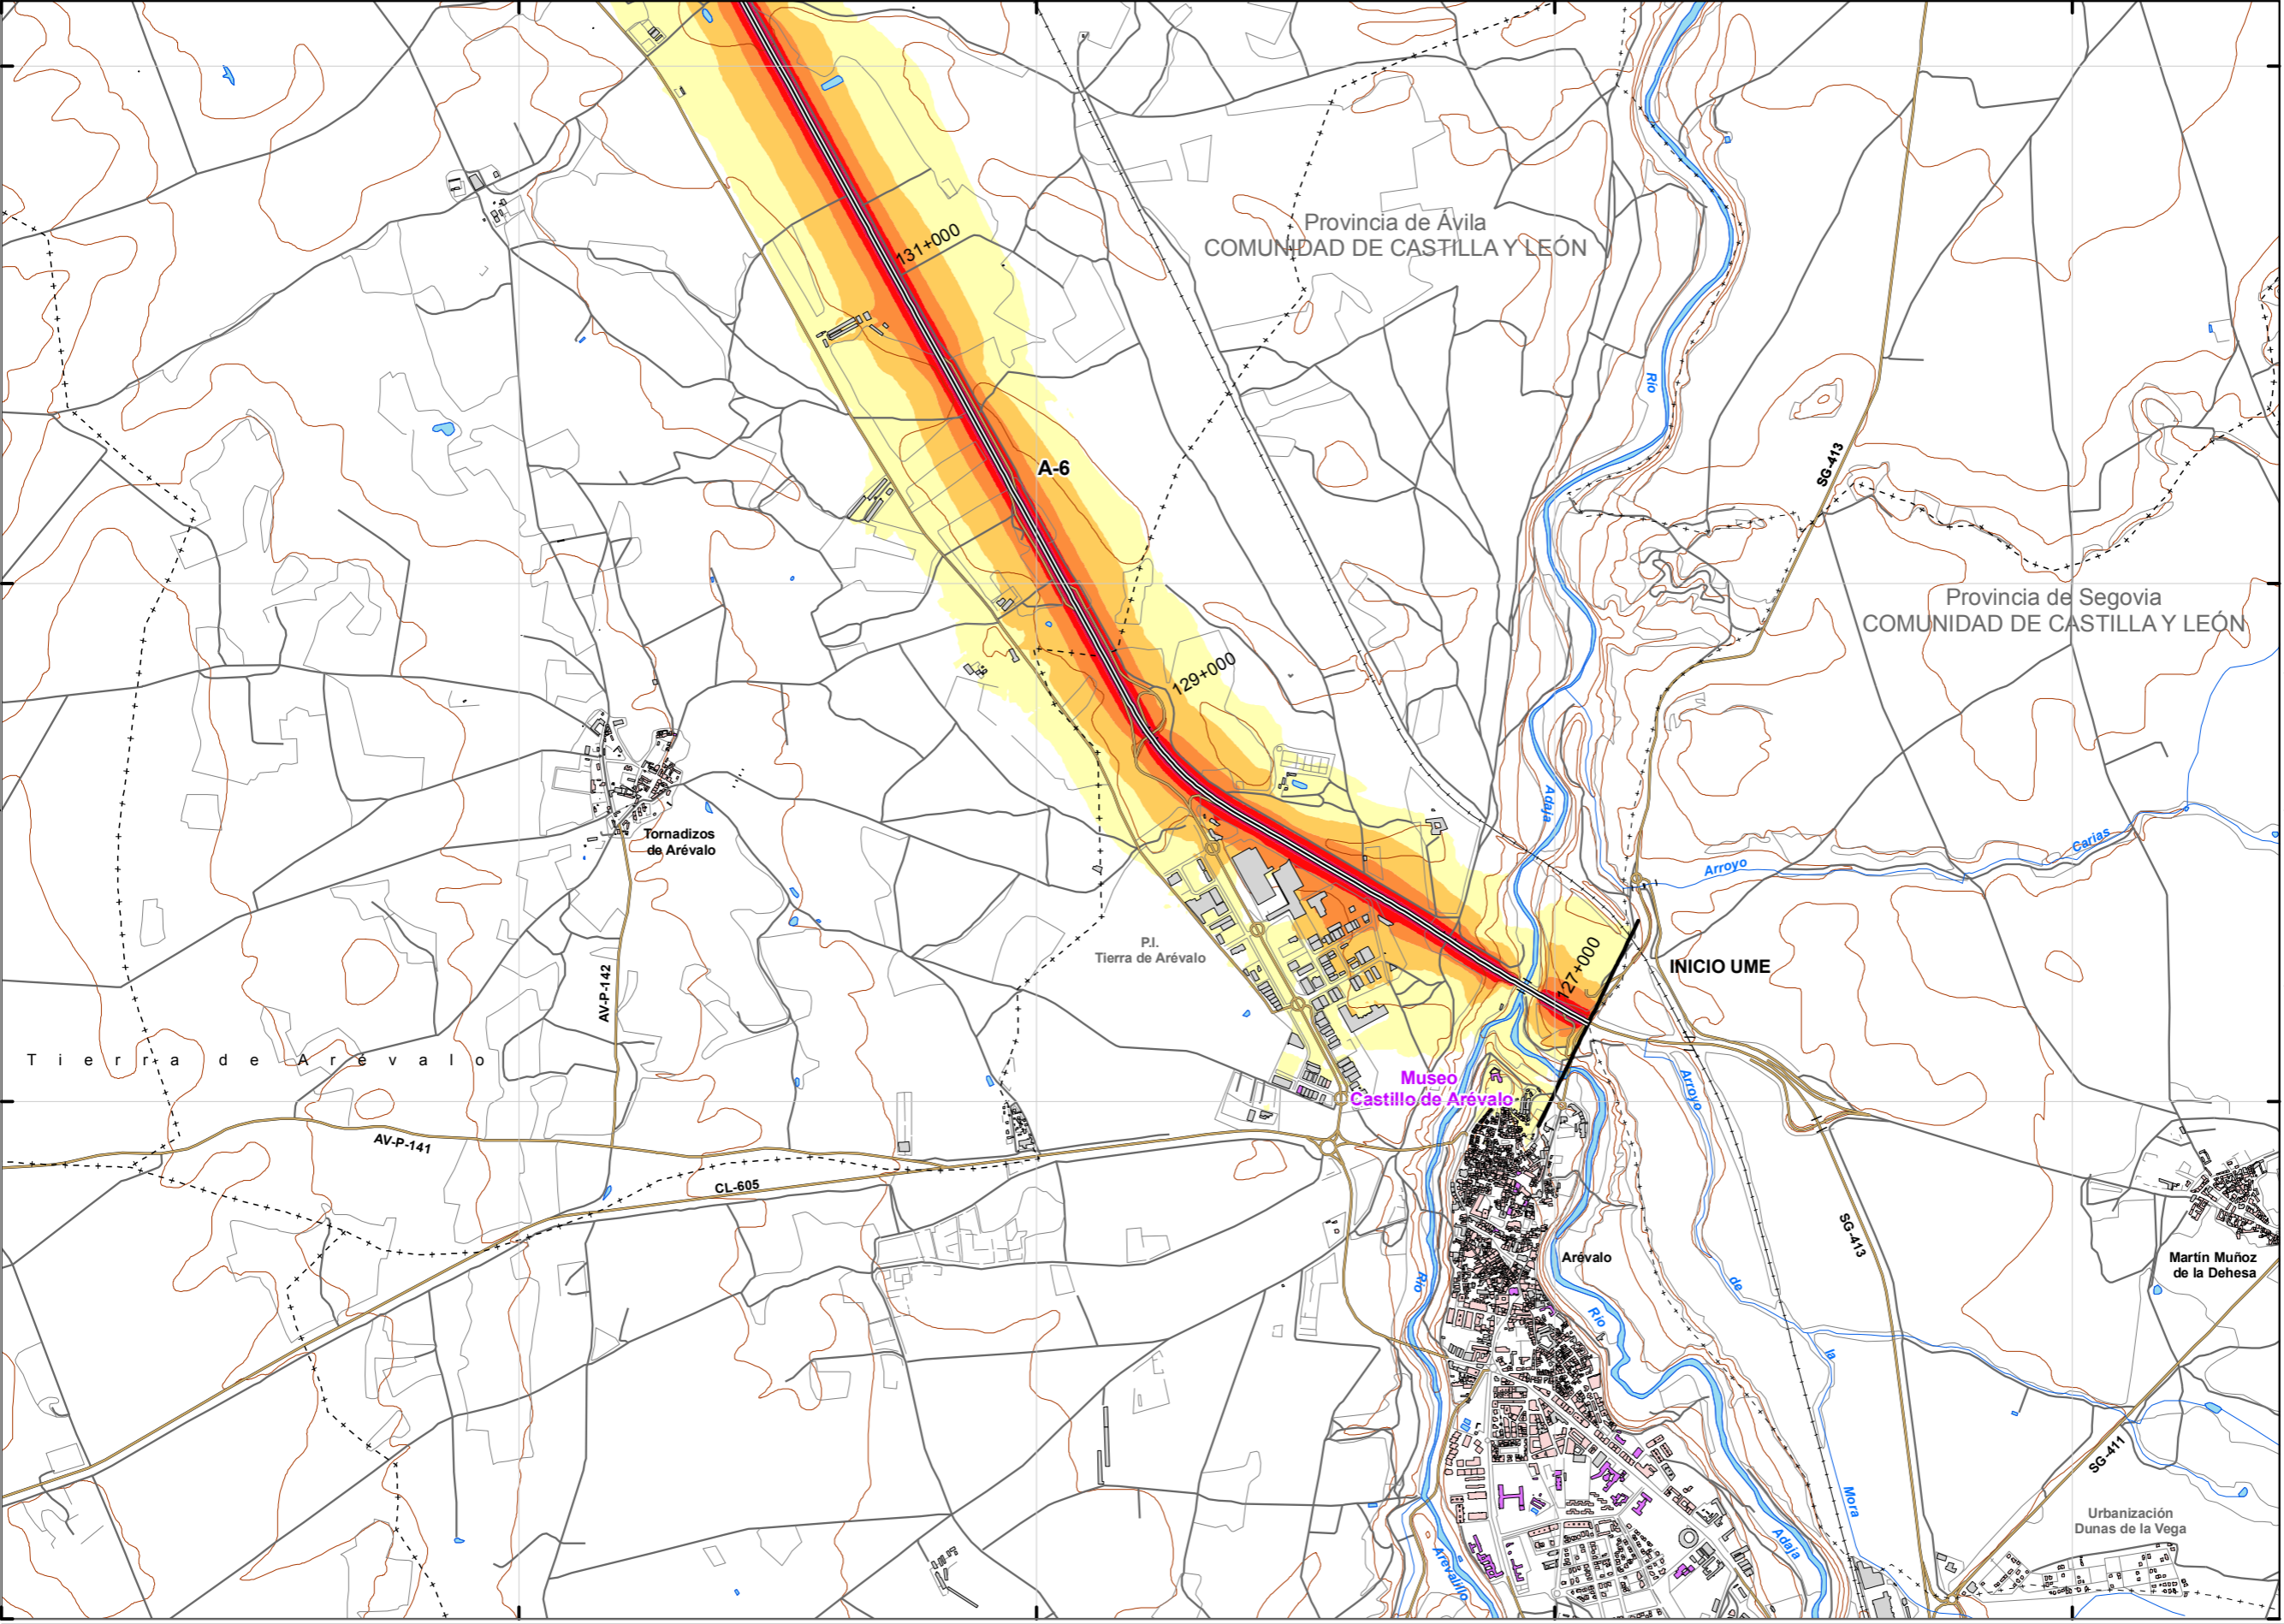 Provincia de Ávila
COMUNIDAD DE CASTILLA Y LEÓN
131+000
Río
A-6
SG-413
Provincia de Segovia
COMUNIDAD DE CASTILLA Y LEÓN
129+000
Adaja
Tornadizos
de Arévalo
Arroyo
Carias
P.I.
Tierra de Arévalo
127+000
INICIO UME
AV-P-142
Tierra de Arévalo
Museo
Castillo de Arévalo
Arroyo
AV-P-141
CL-605
SG-413
Arévalo
Martín Muñoz
de la Dehesa
Río
de
Río
la
SG-411
Mora
Urbanización
Dunas de la Vega
Adaja
Arevalillo